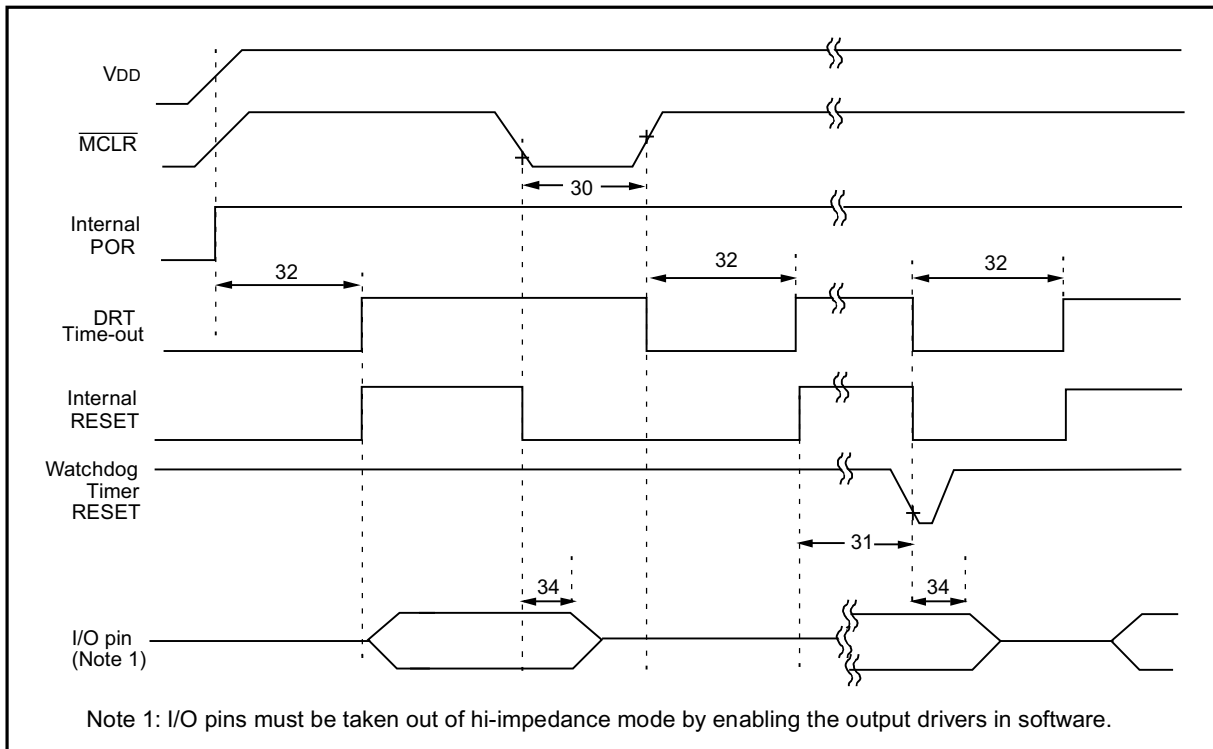 VDD
MCLR
30
Internal
POR
32
32
32
DRT
Time-out
Internal
RESET
Watchdog
Timer
RESET
31
34
34
I/O pin
(Note 1)
Note 1: I/O pins must be taken out of hi-impedance mode by enabling the output drivers in software.